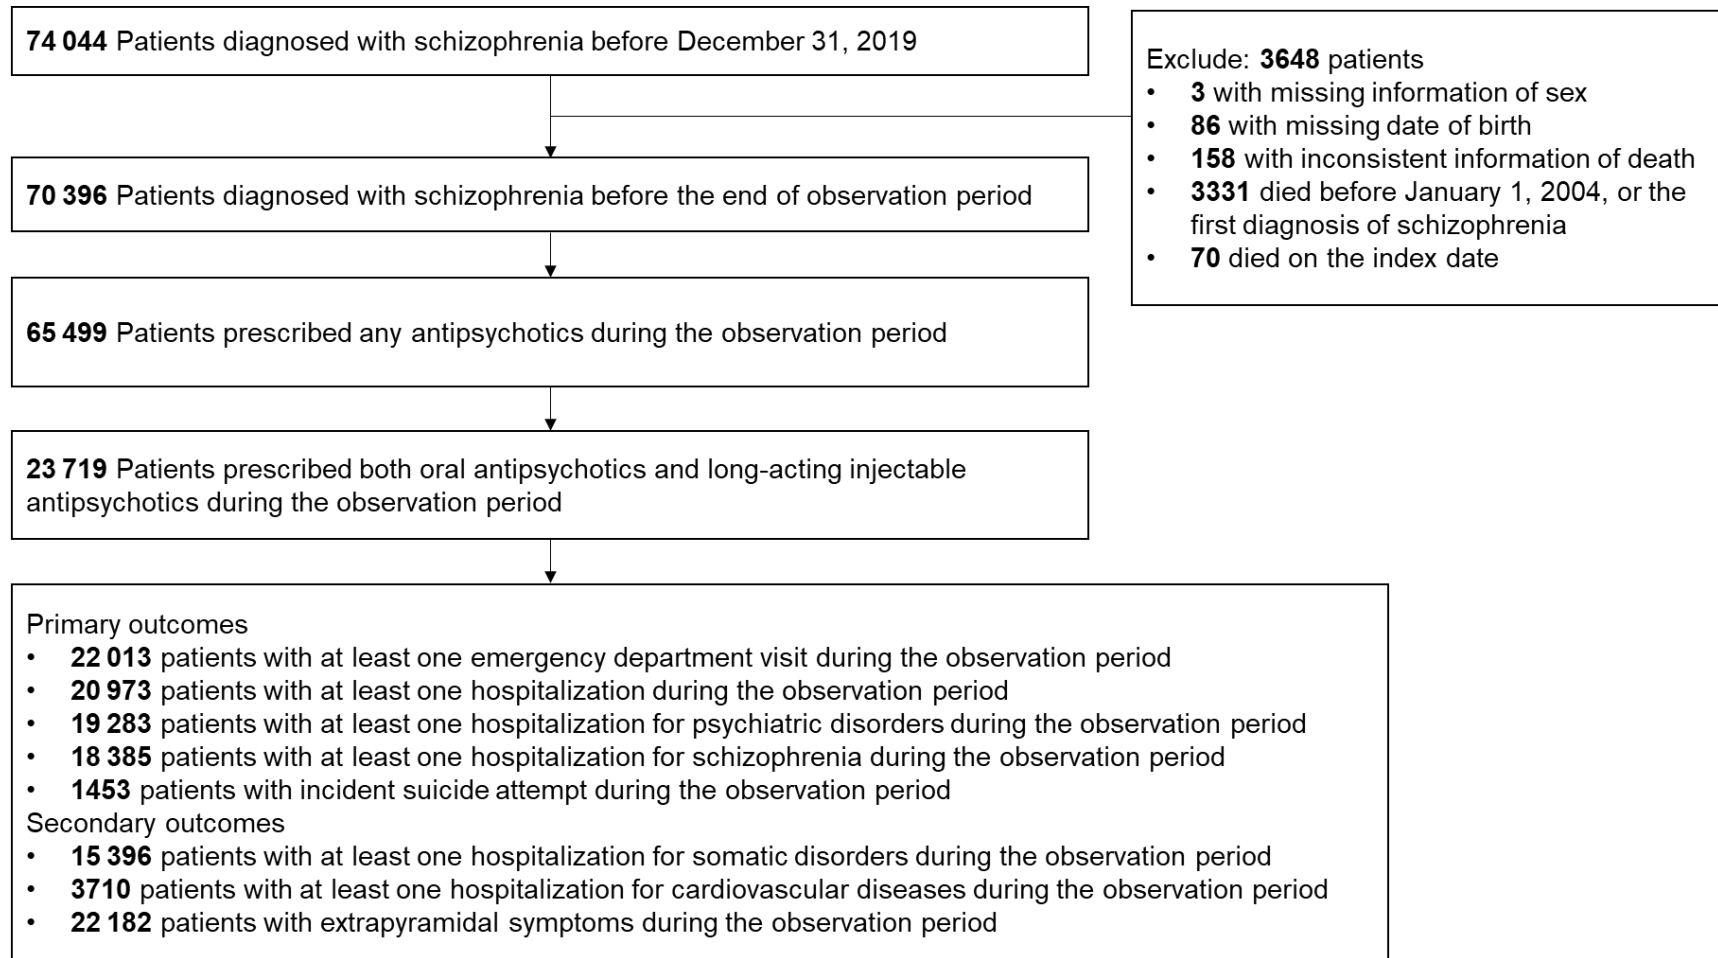 74 044 Patients diagnosed with schizophrenia before December 31, 2019
Exclude: 3648 patients
• 3 with missing information of sex
• 86 with missing date of birth
• 158 with inconsistent information of death
• 3331 died before January 1, 2004, or the
first diagnosis of schizophrenia
• 70 died on the index date
70 396 Patients diagnosed with schizophrenia before the end of observation period
65 499 Patients prescribed any antipsychotics during the observation period
23 719 Patients prescribed both oral antipsychotics and long-acting injectable
antipsychotics during the observation period
Primary outcomes
• 22 013 patients with at least one emergency department visit during the observation period
• 20 973 patients with at least one hospitalization during the observation period
• 19 283 patients with at least one hospitalization for psychiatric disorders during the observation period
• 18 385 patients with at least one hospitalization for schizophrenia during the observation period
• 1453 patients with incident suicide attempt during the observation period
Secondary outcomes
• 15 396 patients with at least one hospitalization for somatic disorders during the observation period
• 3710 patients with at least one hospitalization for cardiovascular diseases during the observation period
• 22 182 patients with extrapyramidal symptoms during the observation period